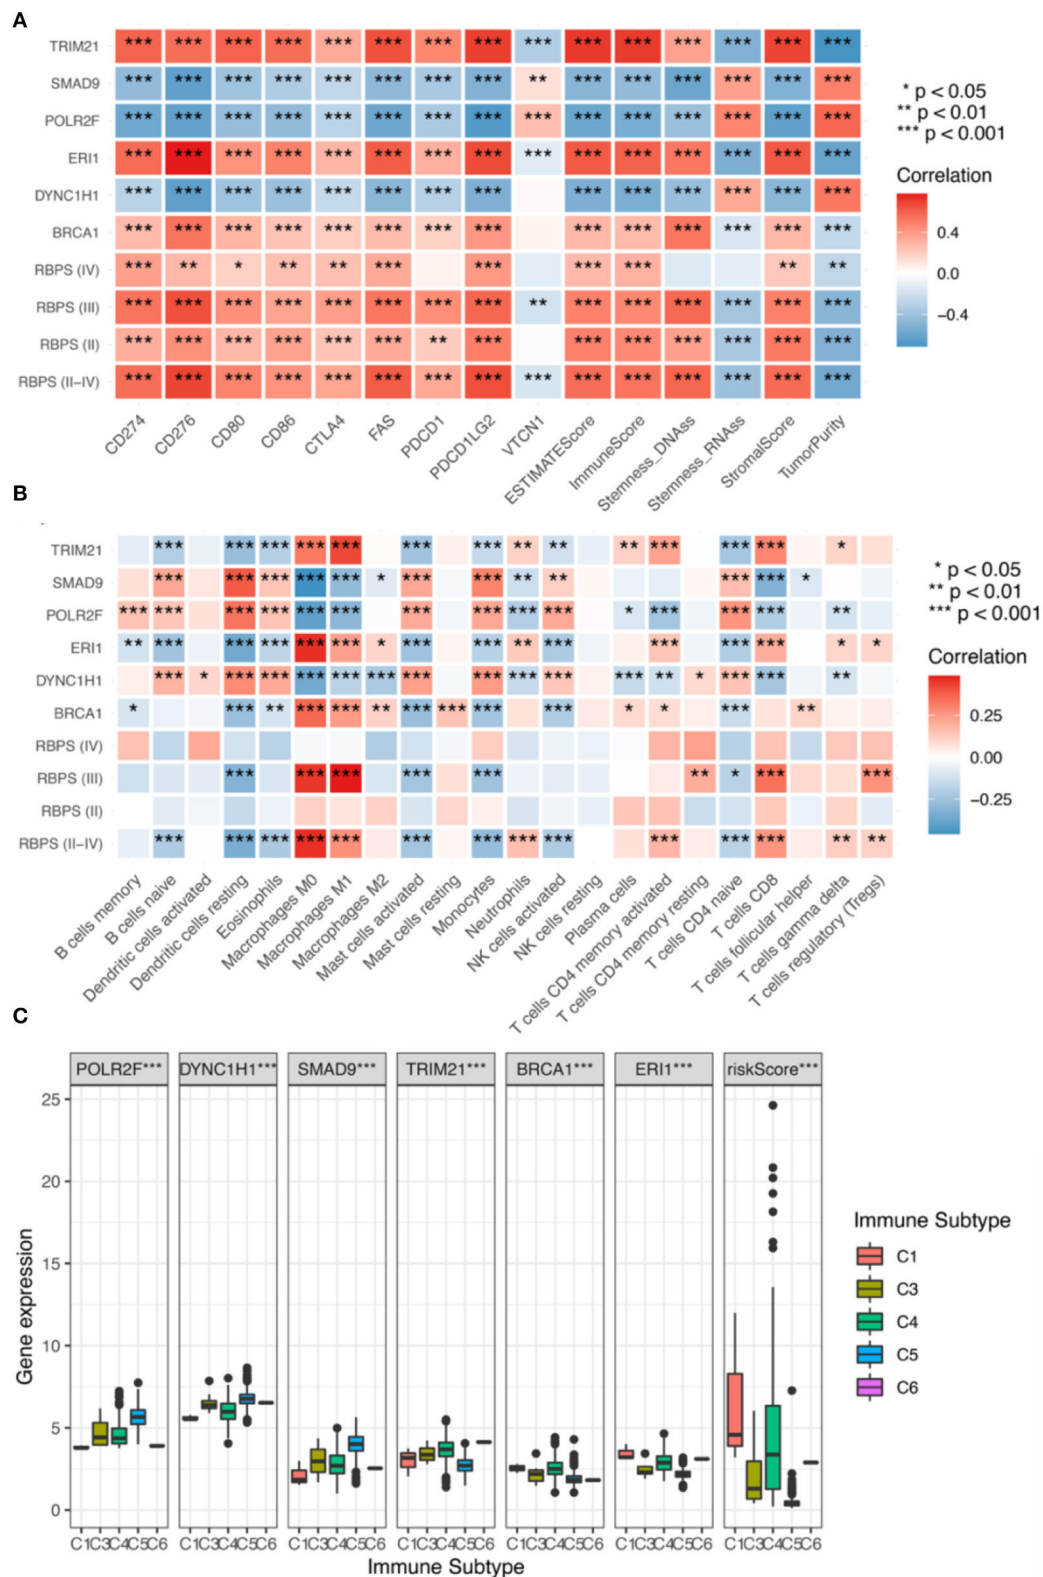 A
TRIM21 *** *** *** *** *** *** *** *** *** *** *** *** *** *** ***
SMAD9 *** *** *** *** *** *** *** *** ** *** *** *** *** *** ***
POLR2F *** *** *** *** *** *** *** *** *** *** *** *** *** *** ***
ERI1 *** *** *** *** *** *** *** *** *** *** *** *** *** *** ***
DYNC1H1 *** *** *** *** *** *** *** *** *** *** *** *** *** ***
BRCA1 *** *** *** *** *** *** *** *** *** *** *** *** *** ***
RBPS (IV) *** ** * ** ** *** *** *** *** ** **
RBPS (III) *** *** *** *** *** *** *** *** ** *** *** *** *** *** ***
RBPS (II) *** *** *** *** *** *** ** *** *** *** *** *** *** ***
RBPS (II−IV) *** *** *** *** *** *** *** *** *** *** *** *** *** *** ***
CD274 CD276 CD80 CD86 CTLA4 FAS PDCD1 PDCD1LG2 VTCN1 ESTIMATEScore ImmuneScore Stemness_DNAss Stemness_RNAss StromalScore TumorPurity
* p < 0.05
** p < 0.01
*** p < 0.001
Correlation
0.4
0.0
−0.4
B
TRIM21 *** *** *** *** *** *** *** ** ** ** *** *** *** *
SMAD9 *** *** *** *** *** * *** *** ** ** *** *** *
POLR2F *** *** *** *** *** *** *** *** *** *** * *** *** *** **
ERI1 ** *** *** *** *** *** * *** *** ** *** *** *** *** * *
DYNC1H1 *** * *** *** *** *** *** *** *** *** *** *** ** * *** *** **
BRCA1 * *** ** *** *** ** *** *** *** *** * * *** **
RBPS (IV)
RBPS (III) *** *** *** *** *** ** * *** ***
RBPS (II)
RBPS (II−IV) *** *** *** *** *** *** *** *** *** *** *** *** ** **
B cells memory B cells naive Dendritic cells activated Dendritic cells resting Eosinophils Macrophages M0 Macrophages M1 Macrophages M2 Mast cells activated Mast cells resting Monocytes Neutrophils NK cells activated NK cells resting Plasma cells T cells CD4 memory activated T cells CD4 memory resting T cells CD4 naive T cells CD8 T cells follicular helper T cells gamma delta T cells regulatory (Tregs)
* p < 0.05
** p < 0.01
*** p < 0.001
Correlation
0.25
0.00
−0.25
C
POLR2F*** DYNC1H1*** SMAD9*** TRIM21*** BRCA1*** ERI1*** riskScore***
25
20
15
10
5
0
Gene expression
C1C3C4C5C6 C1C3C4C5C6 C1C3C4C5C6 C1C3C4C5C6 C1C3C4C5C6 C1C3C4C5C6 C1C3C4C5C6
Immune Subtype
Immune Subtype
C1
C3
C4
C5
C6